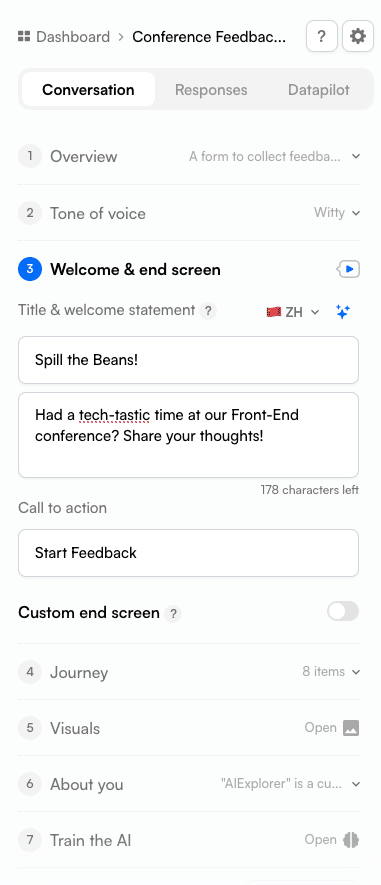 Dashboard > Conference Feedbac... ?
Conversation Responses Datapilot
1 Overview A form to collect feedba...
2 Tone of voice Witty
3 Welcome & end screen
Title & welcome statement ? ZH
Spill the Beans!
Had a tech-tastic time at our Front-End
conference? Share your thoughts!
178 characters left
Call to action
Start Feedback
Custom end screen ?
4 Journey 8 items
5 Visuals Open
6 About you "AIExplorer" is a cu...
7 Train the AI Open